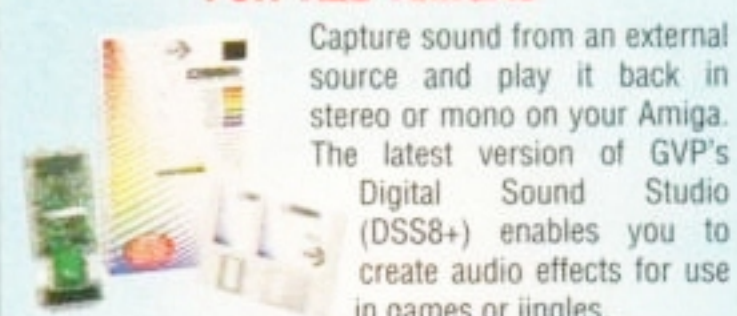 Capture sound from an external
source and play it back in
stereo or mono on your Amiga.
The latest version of GVP's
Digital Sound Studio
(DSS8+) enables you to
create audio effects for use
in games or jingles